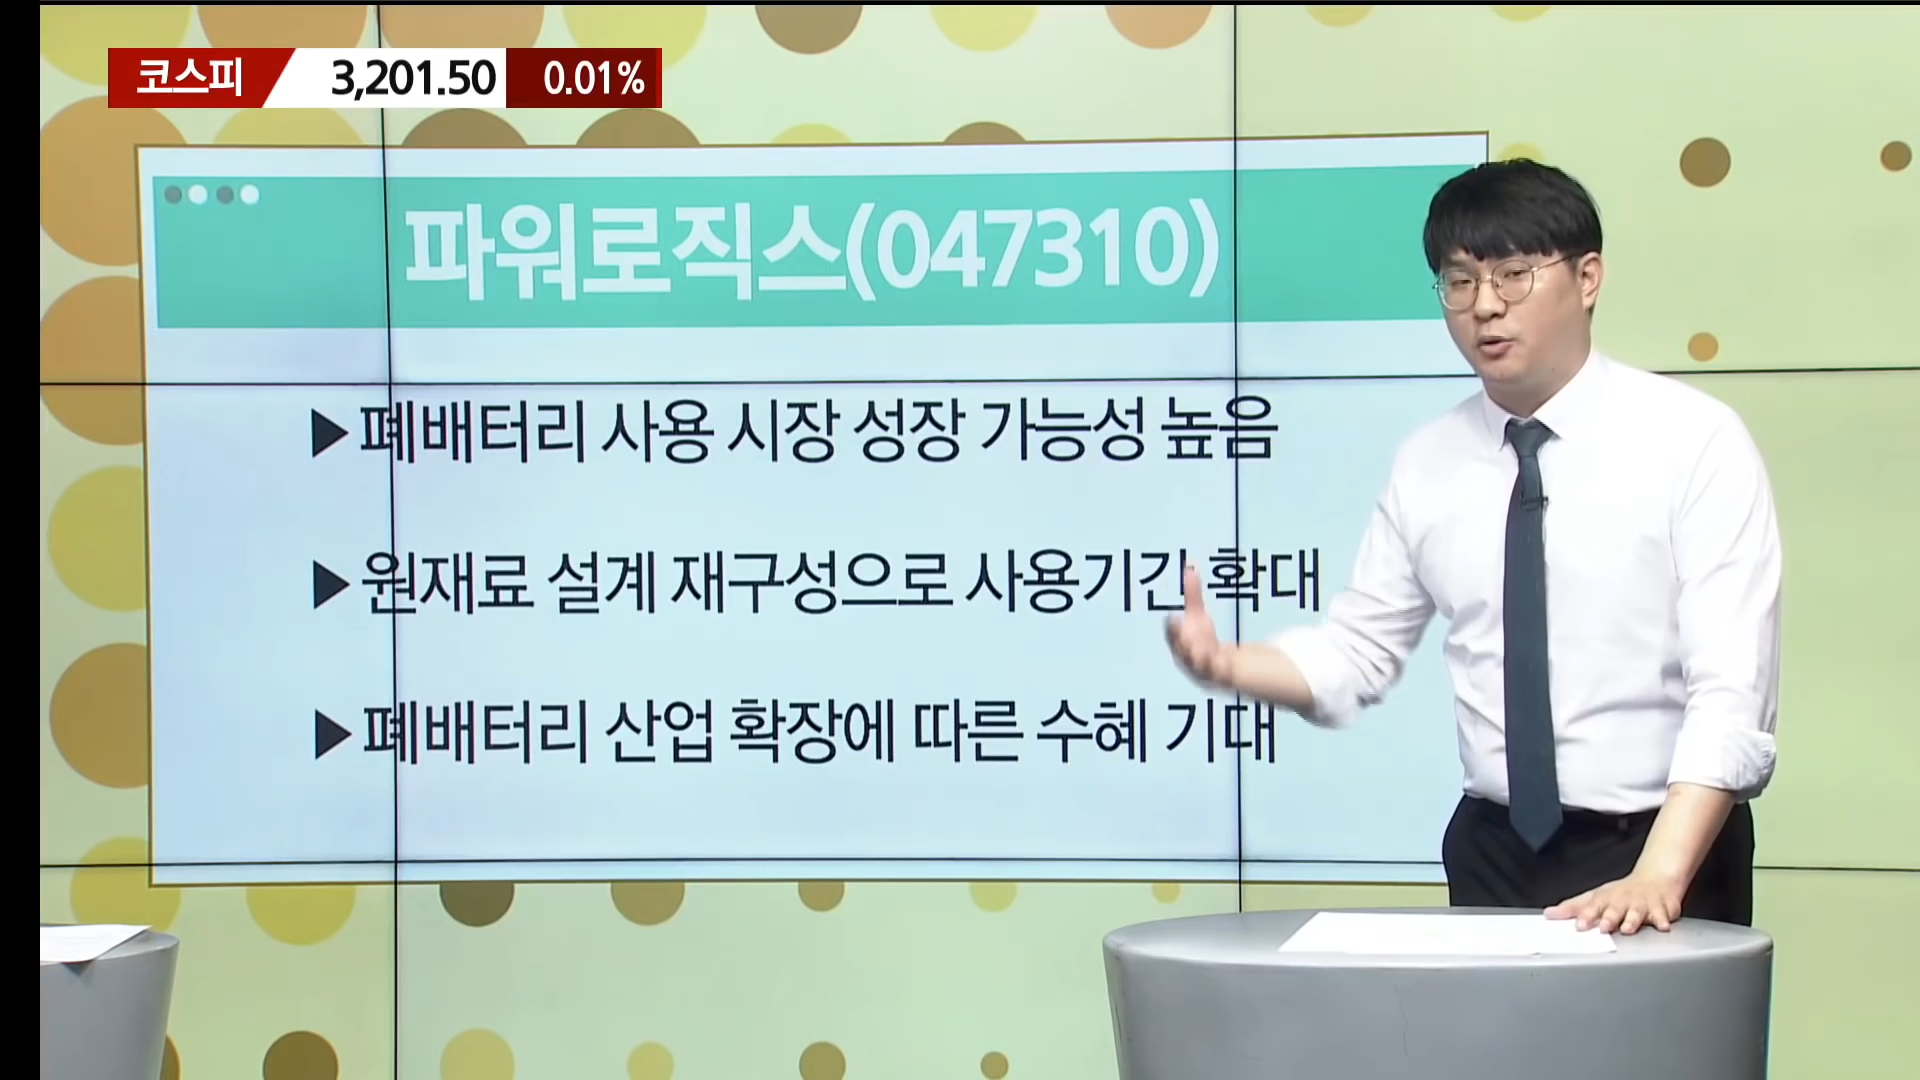 코스피 3,201.50 0.01%
파워로직스(047310)
▶폐배터리 사용 시장 성장 가능성 높음
▶원재료 설계 재구성으로 사용기간 확대
▶폐배터리 산업 확장에 따른 수혜 기대